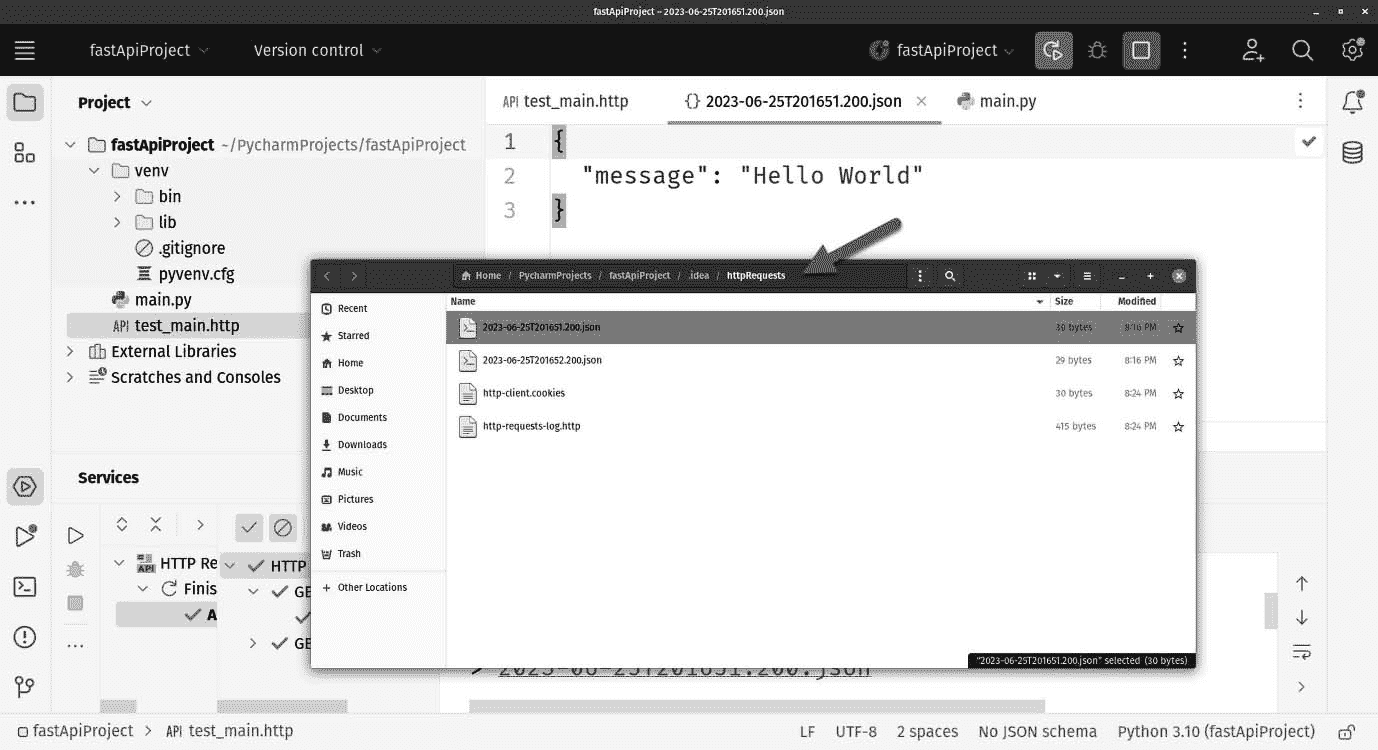 fastApiProject – 2023-06-25T201651.200.json
fastApiProject
Version control
fastApiProject
Project
fastApiProject ~/PycharmProjects/fastApiProject
venv
bin
lib
.gitignore
pyvenv.cfg
main.py
API test_main.http
External Libraries
Scratches and Consoles
API test_main.http
{} 2023-06-25T201651.200.json
main.py
1 {
2 "message": "Hello World"
3 }
Home / PycharmProjects / fastApiProject / .idea / httpRequests
Recent
Starred
Home
Desktop
Documents
Downloads
Music
Pictures
Videos
Trash
+ Other Locations
Name Size Modified
2023-06-25T201651.200.json 30 bytes 8:16 PM
2023-06-25T201652.200.json 29 bytes 8:16 PM
http-client.cookies 30 bytes 8:24 PM
http-requests-log.http 415 bytes 8:24 PM
"2023-06-25T201651.200.json" selected (30 bytes)
Services
API HTTP Re
Finis
A
HTTP
GE
GE
> 2023-06-25T201651.200.json
fastApiProject > API test_main.http
LF UTF-8 2 spaces No JSON schema Python 3.10 (fastApiProject)